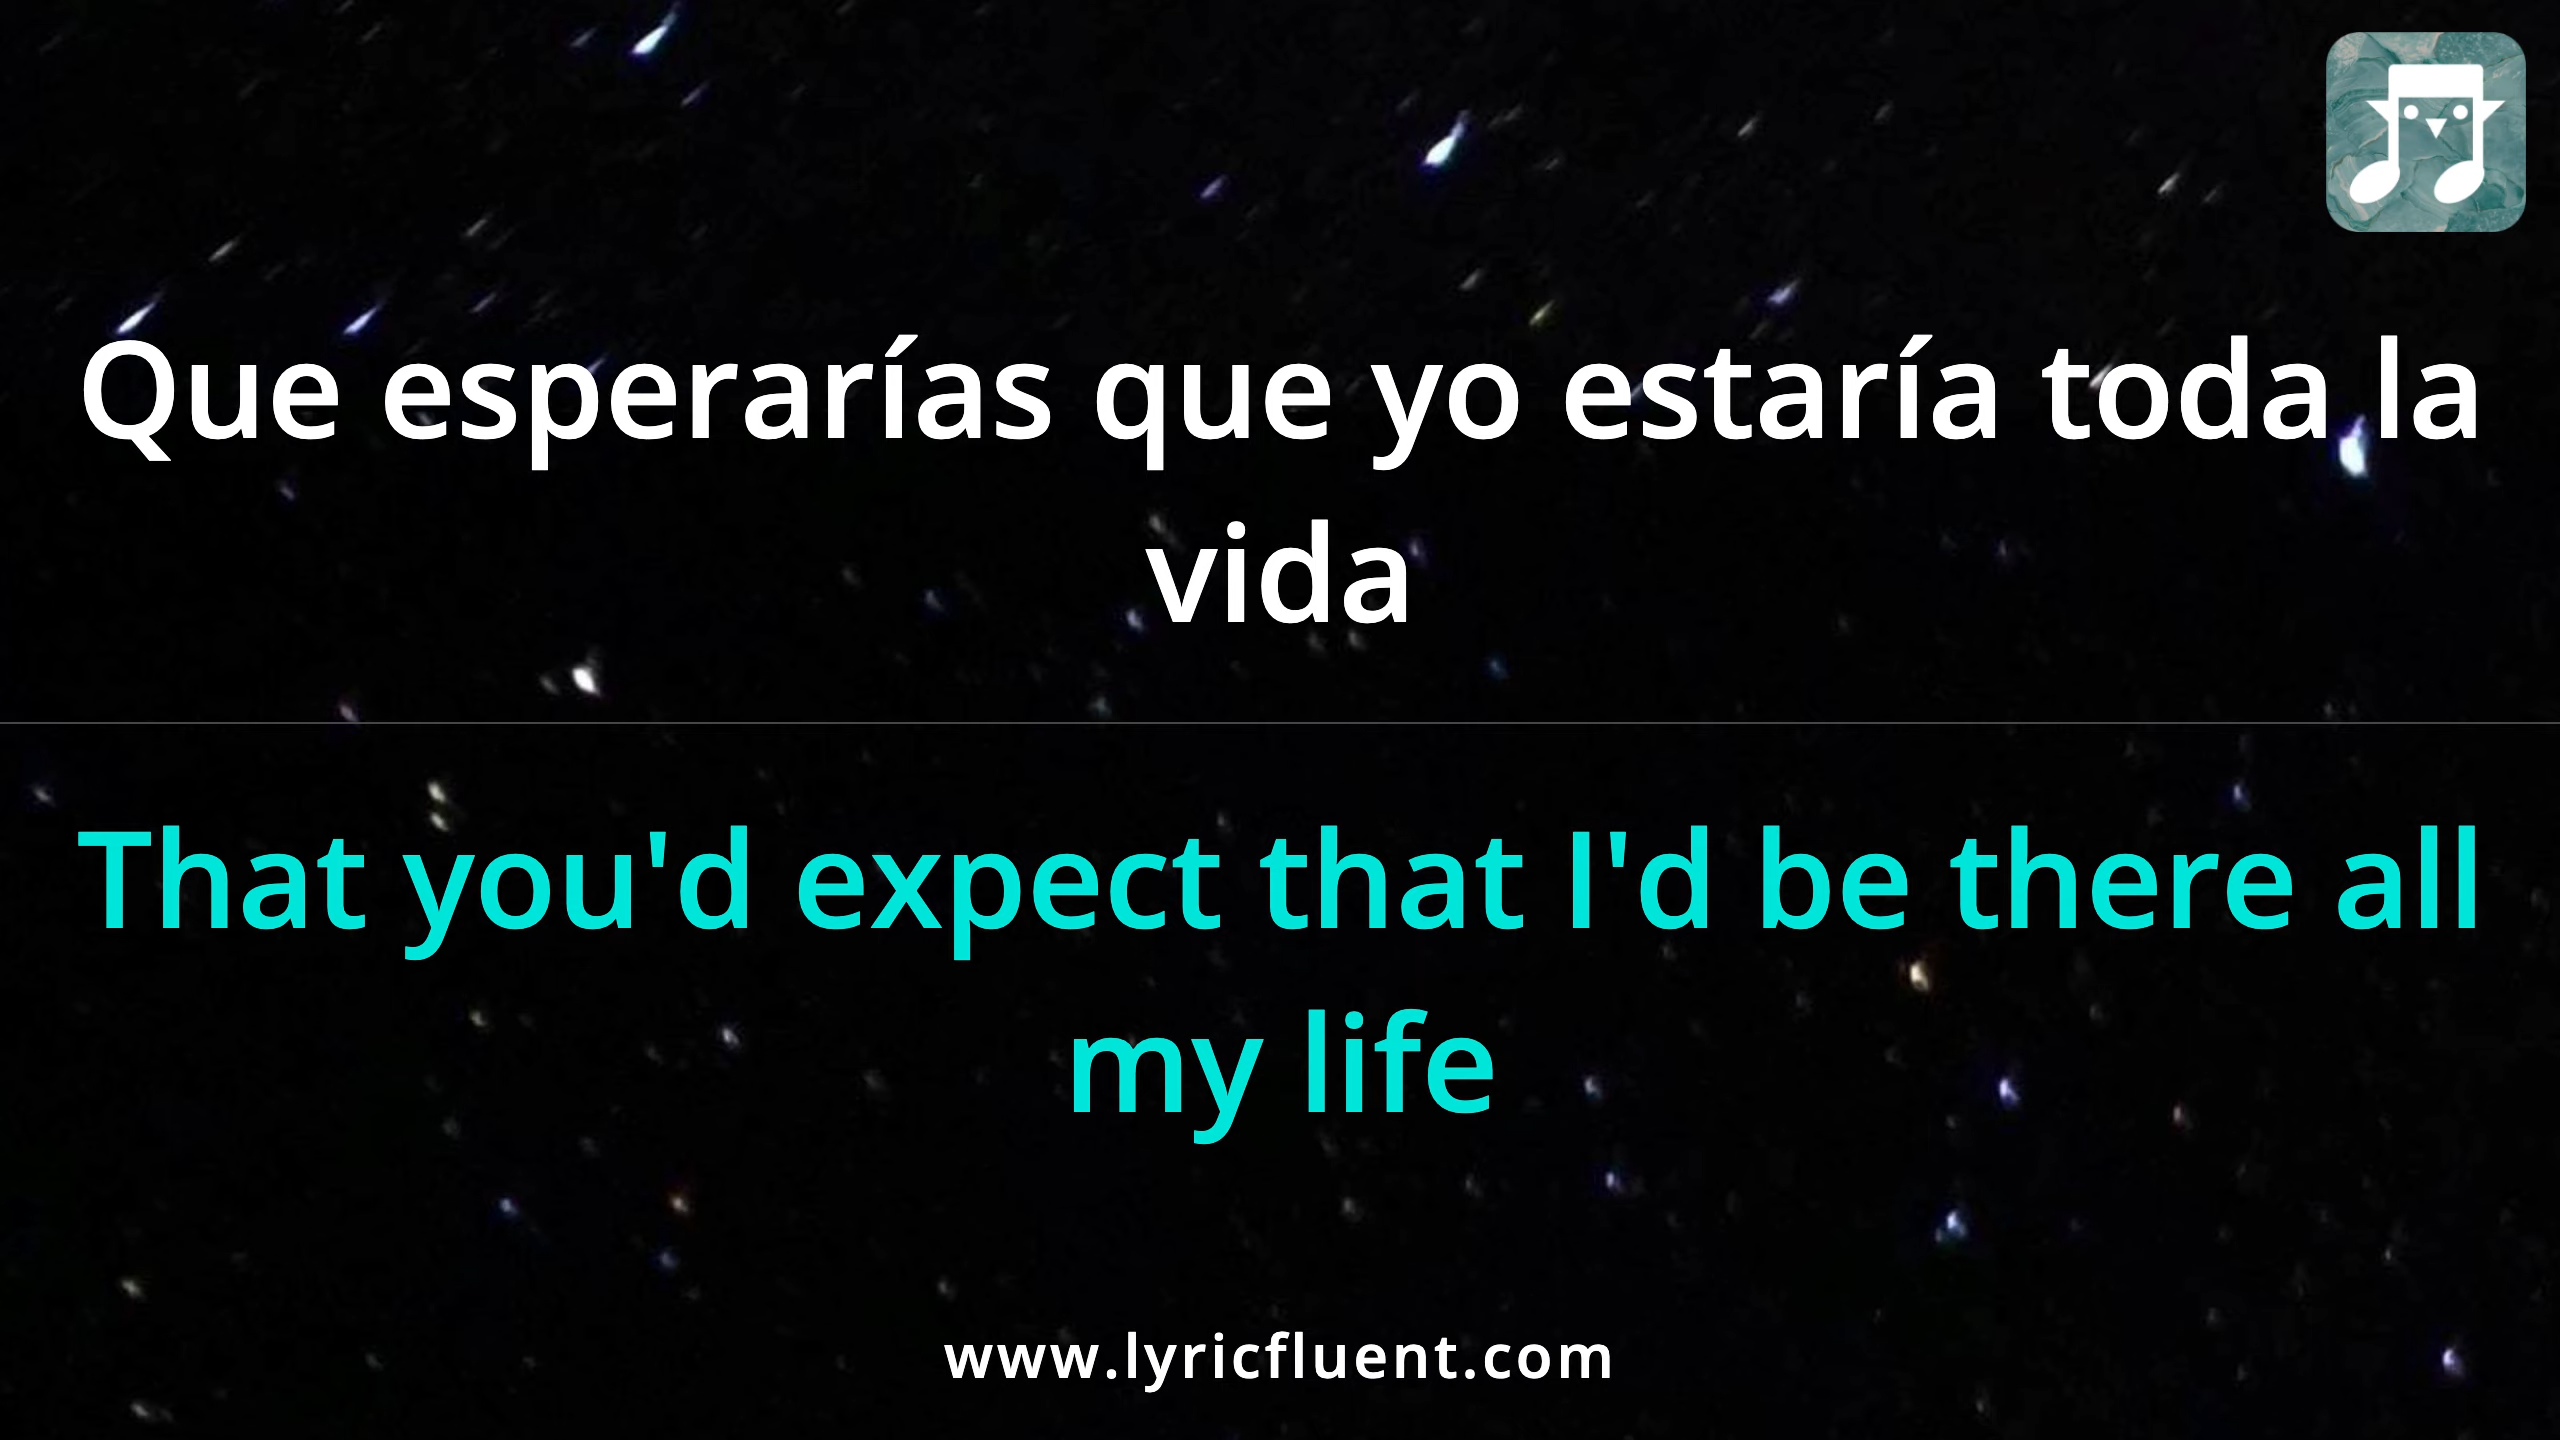 Que esperarías que yo estaría toda la
vida
That you'd expect that I'd be there all
my life
www.lyricfluent.com